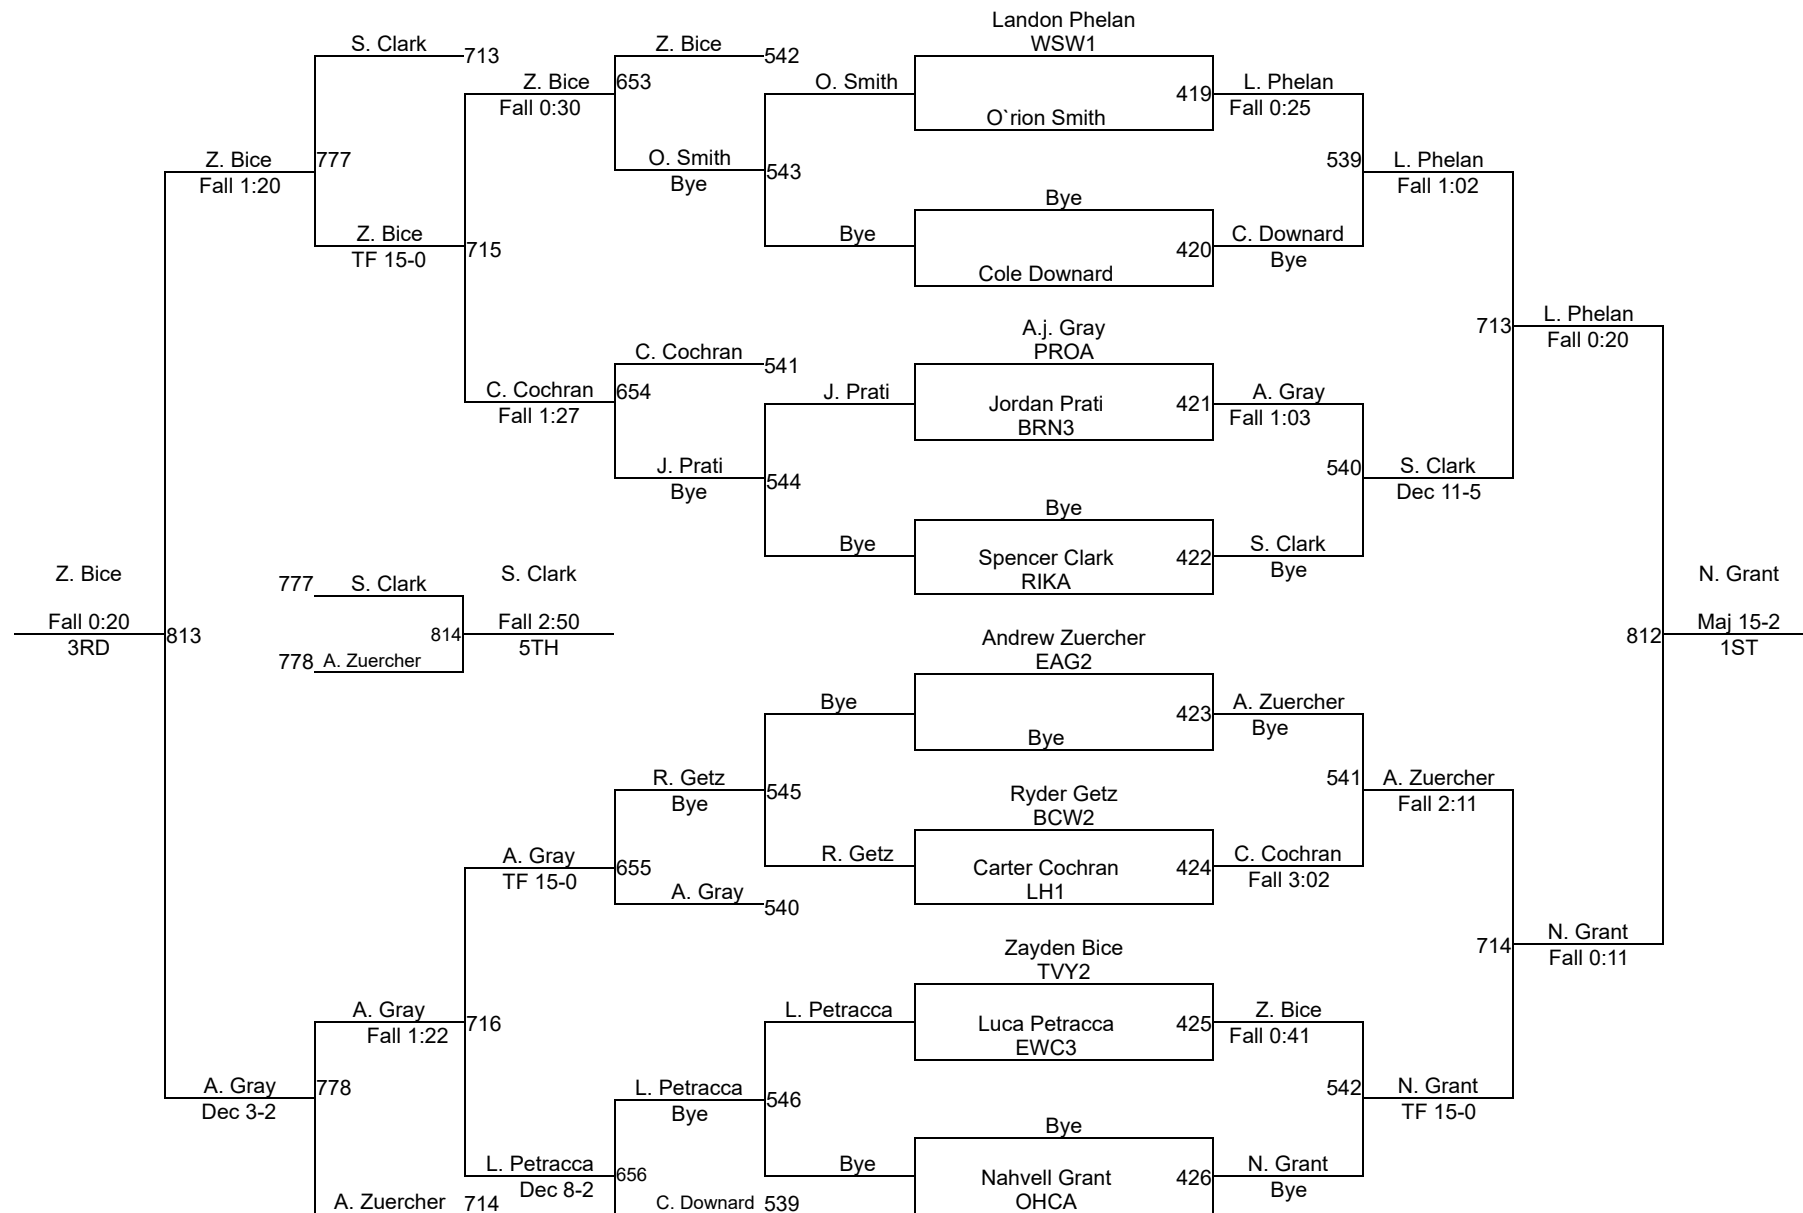 Landon Phelan
WSW1
S. Clark
713
Z. Bice
542
Z. Bice
653
O. Smith
419
L. Phelan
Fall 0:30
Fall 0:25
O`rion Smith
Z. Bice
777
O. Smith
543
539
L. Phelan
Fall 1:20
Bye
Fall 1:02
Bye
Z. Bice
715
Bye
420
C. Downard
TF 15-0
Cole Downard
Bye
A.j. Gray
713
L. Phelan
PROA
Fall 0:20
C. Cochran
541
C. Cochran
654
J. Prati
Jordan Prati
421
A. Gray
Fall 1:27
BRN3
Fall 1:03
J. Prati
544
540
S. Clark
Bye
Dec 11-5
Bye
Bye
Spencer Clark
422
S. Clark
RIKA
Bye
Z. Bice
777
S. Clark
S. Clark
N. Grant
Fall 0:20
813
814
Fall 2:50
812
Maj 15-2
3RD
5TH
1ST
778
A. Zuercher
Andrew Zuercher
EAG2
Bye
423
A. Zuercher
Bye
Bye
R. Getz
545
541
A. Zuercher
Bye
Fall 2:11
Ryder Getz
BCW2
A. Gray
655
R. Getz
Carter Cochran
424
C. Cochran
TF 15-0
LH1
Fall 3:02
A. Gray
540
714
N. Grant
Fall 0:11
Zayden Bice
TVY2
A. Gray
716
L. Petracca
Luca Petracca
425
Z. Bice
Fall 1:22
EWC3
Fall 0:41
A. Gray
778
L. Petracca
546
542
N. Grant
Dec 3-2
Bye
TF 15-0
Bye
L. Petracca
656
Bye
Nahvell Grant
426
N. Grant
Dec 8-2
OHCA
Bye
A. Zuercher
714
C. Downard
539